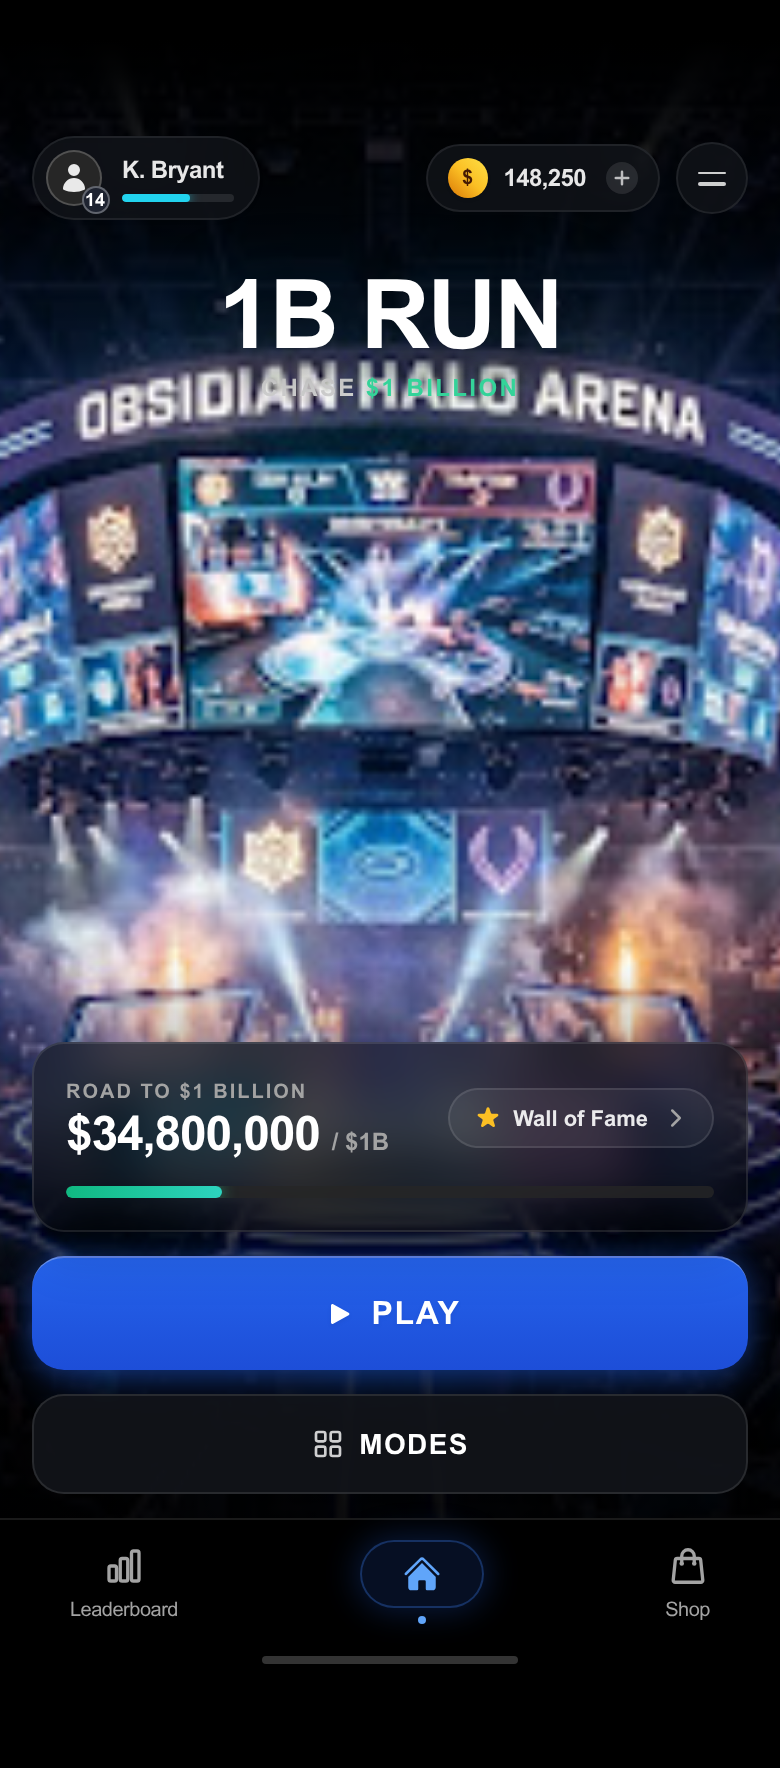 K. Bryant
14
$
148,250
1B RUN
CHASE $1 BILLION
OBSIDIAN HALO ARENA
ROAD TO $1 BILLION
$34,800,000 / $1B
Wall of Fame
PLAY
MODES
Leaderboard
Shop